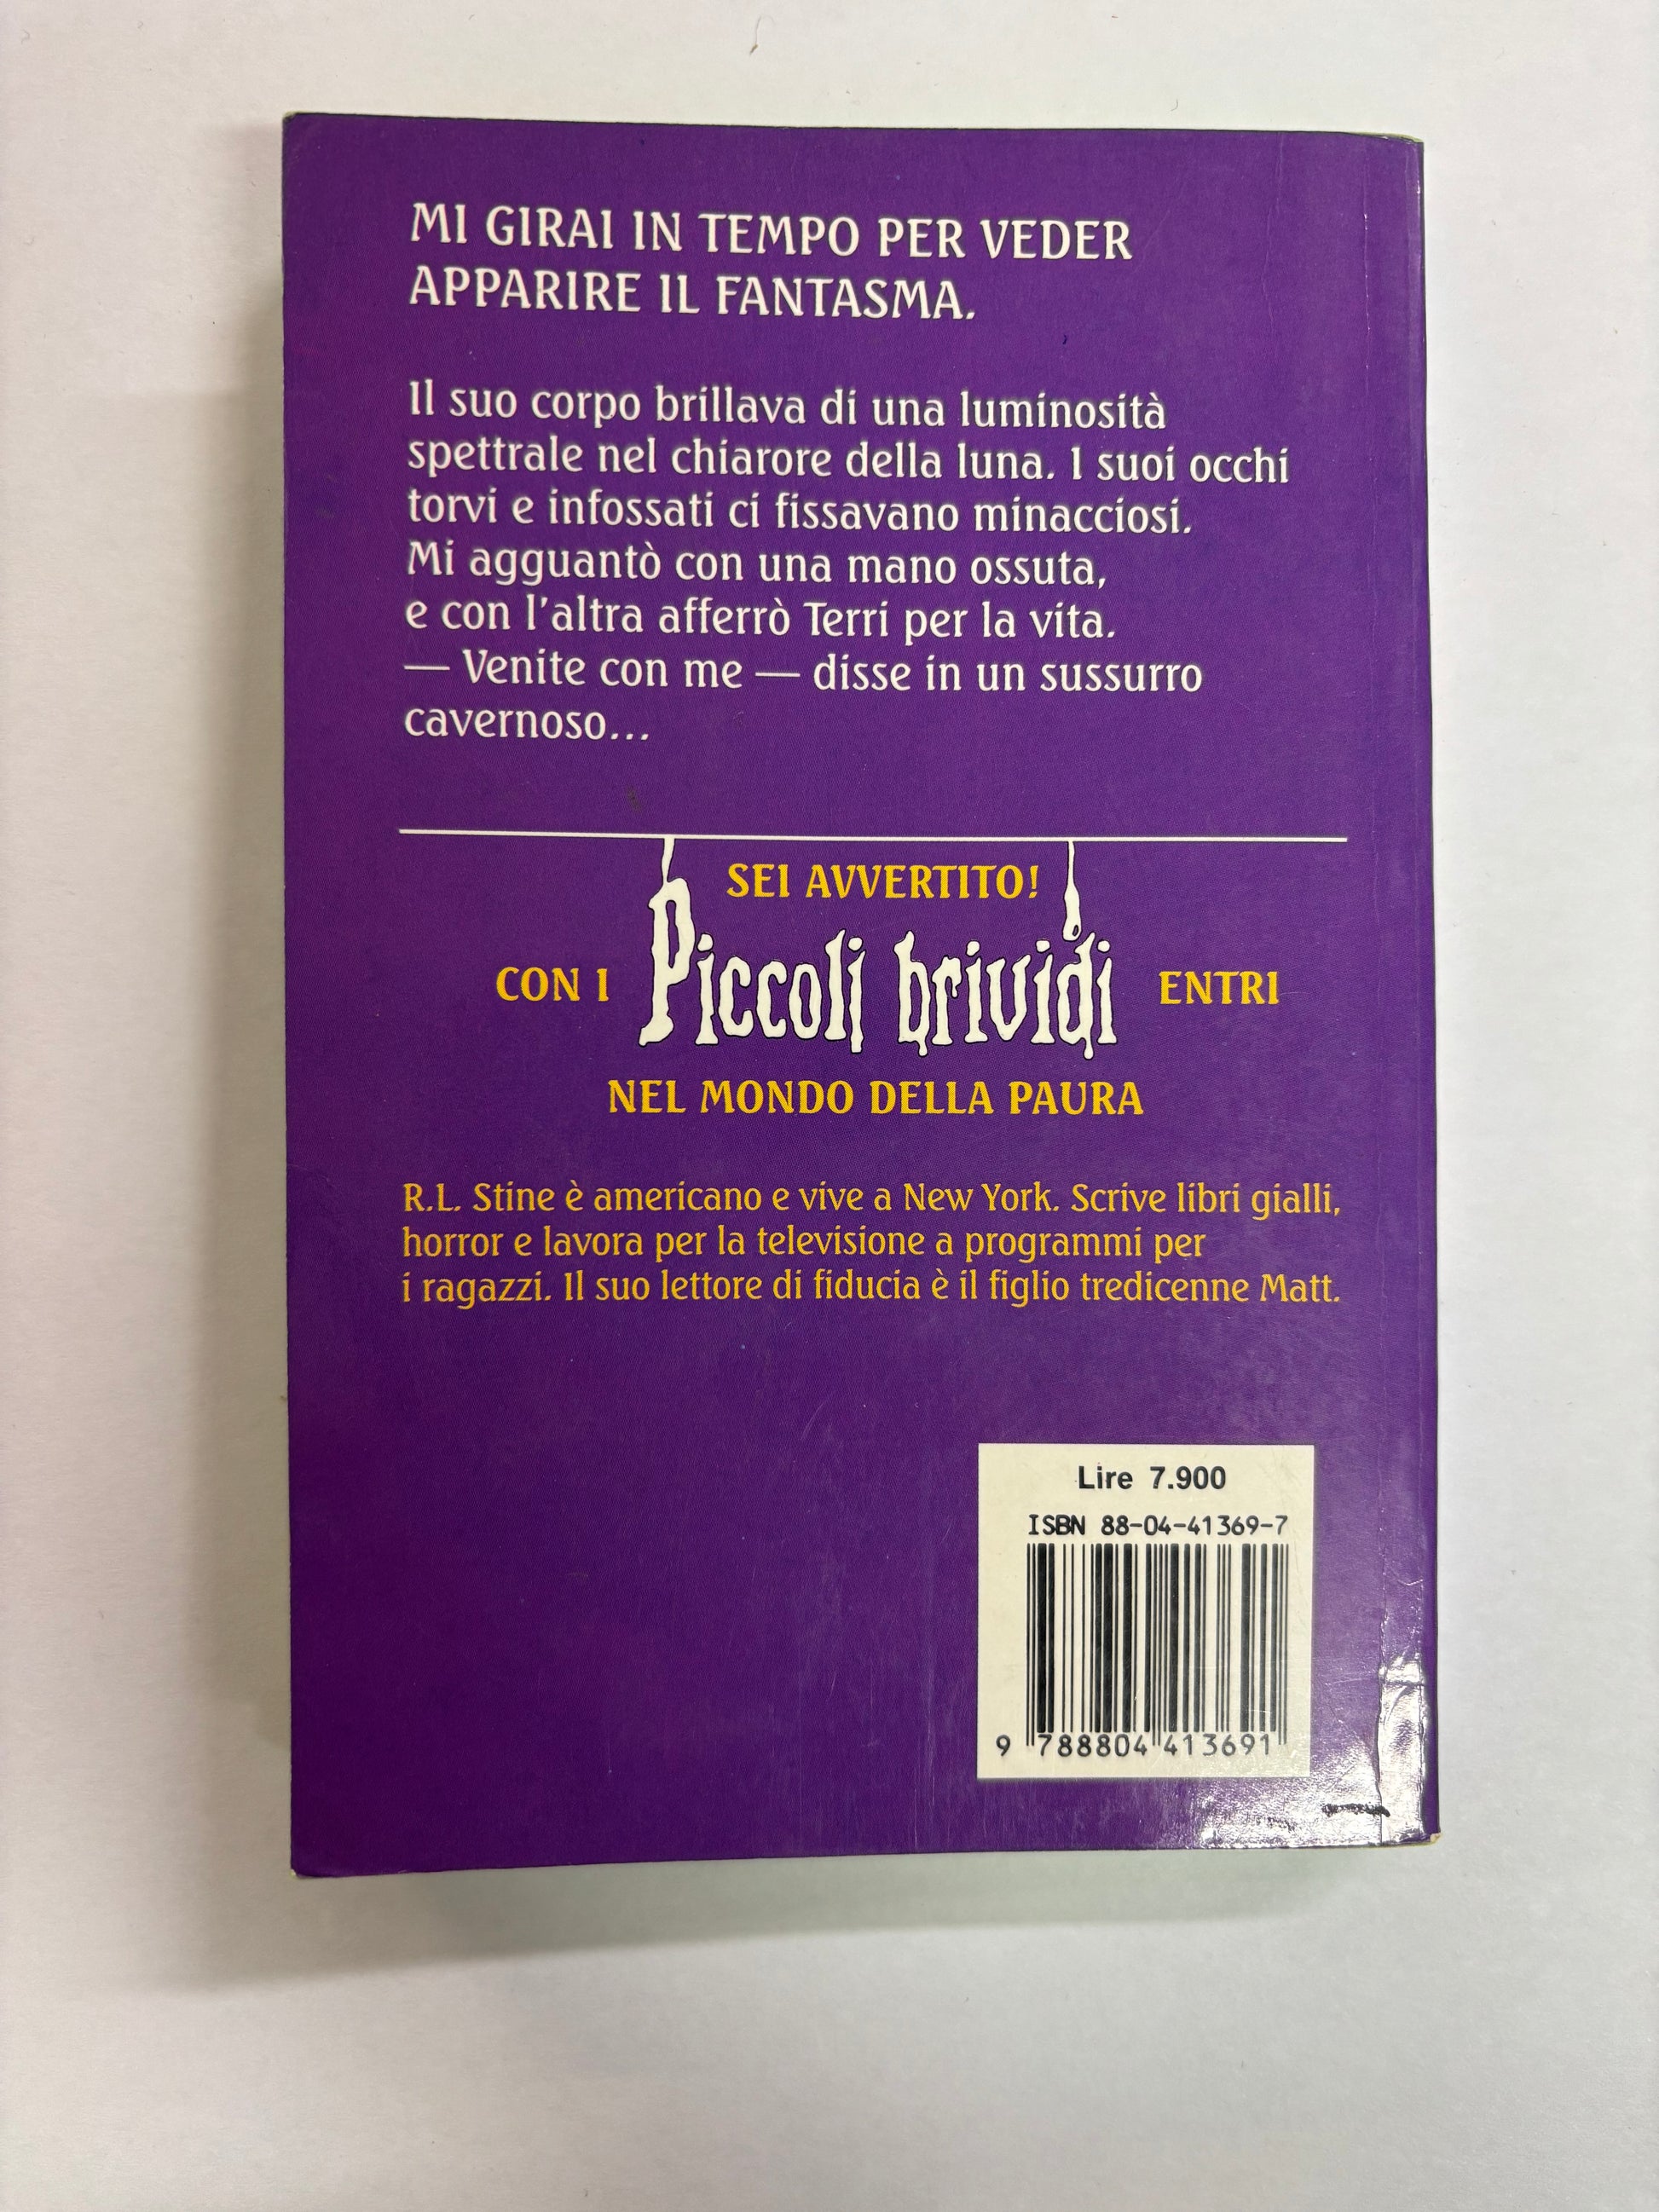 MI GIRAI IN TEMPO PER VEDER
APPARIRE IL FANTASMA.
Il suo corpo brillava di una luminosità
spettrale nel chiarore della luna. I suoi occhi
torvi e infossati ci fissavano minacciosi.
Mi agguantò con una mano ossuta,
e con l'altra afferrò Terri per la vita.
— Venite con me — disse in un sussurro
cavernoso...
SEI AVVERTITO!
CON I Piccoli brividi ENTRI
NEL MONDO DELLA PAURA
R.L. Stine è americano e vive a New York. Scrive libri gialli,
horror e lavora per la televisione a programmi per
i ragazzi. Il suo lettore di fiducia è il figlio tredicenne Matt.
Lire 7.900
ISBN 88-04-41369-7
9 788804 413691